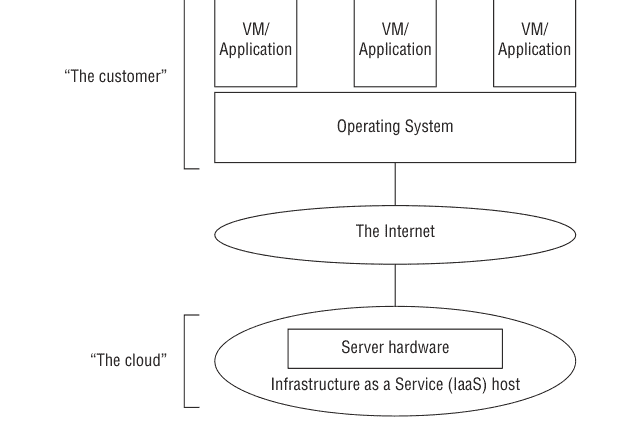 VM/
Application
VM/
Application
VM/
Application
“The customer”
Operating System
The Internet
Server hardware
“The cloud”
Infrastructure as a Service (IaaS) host